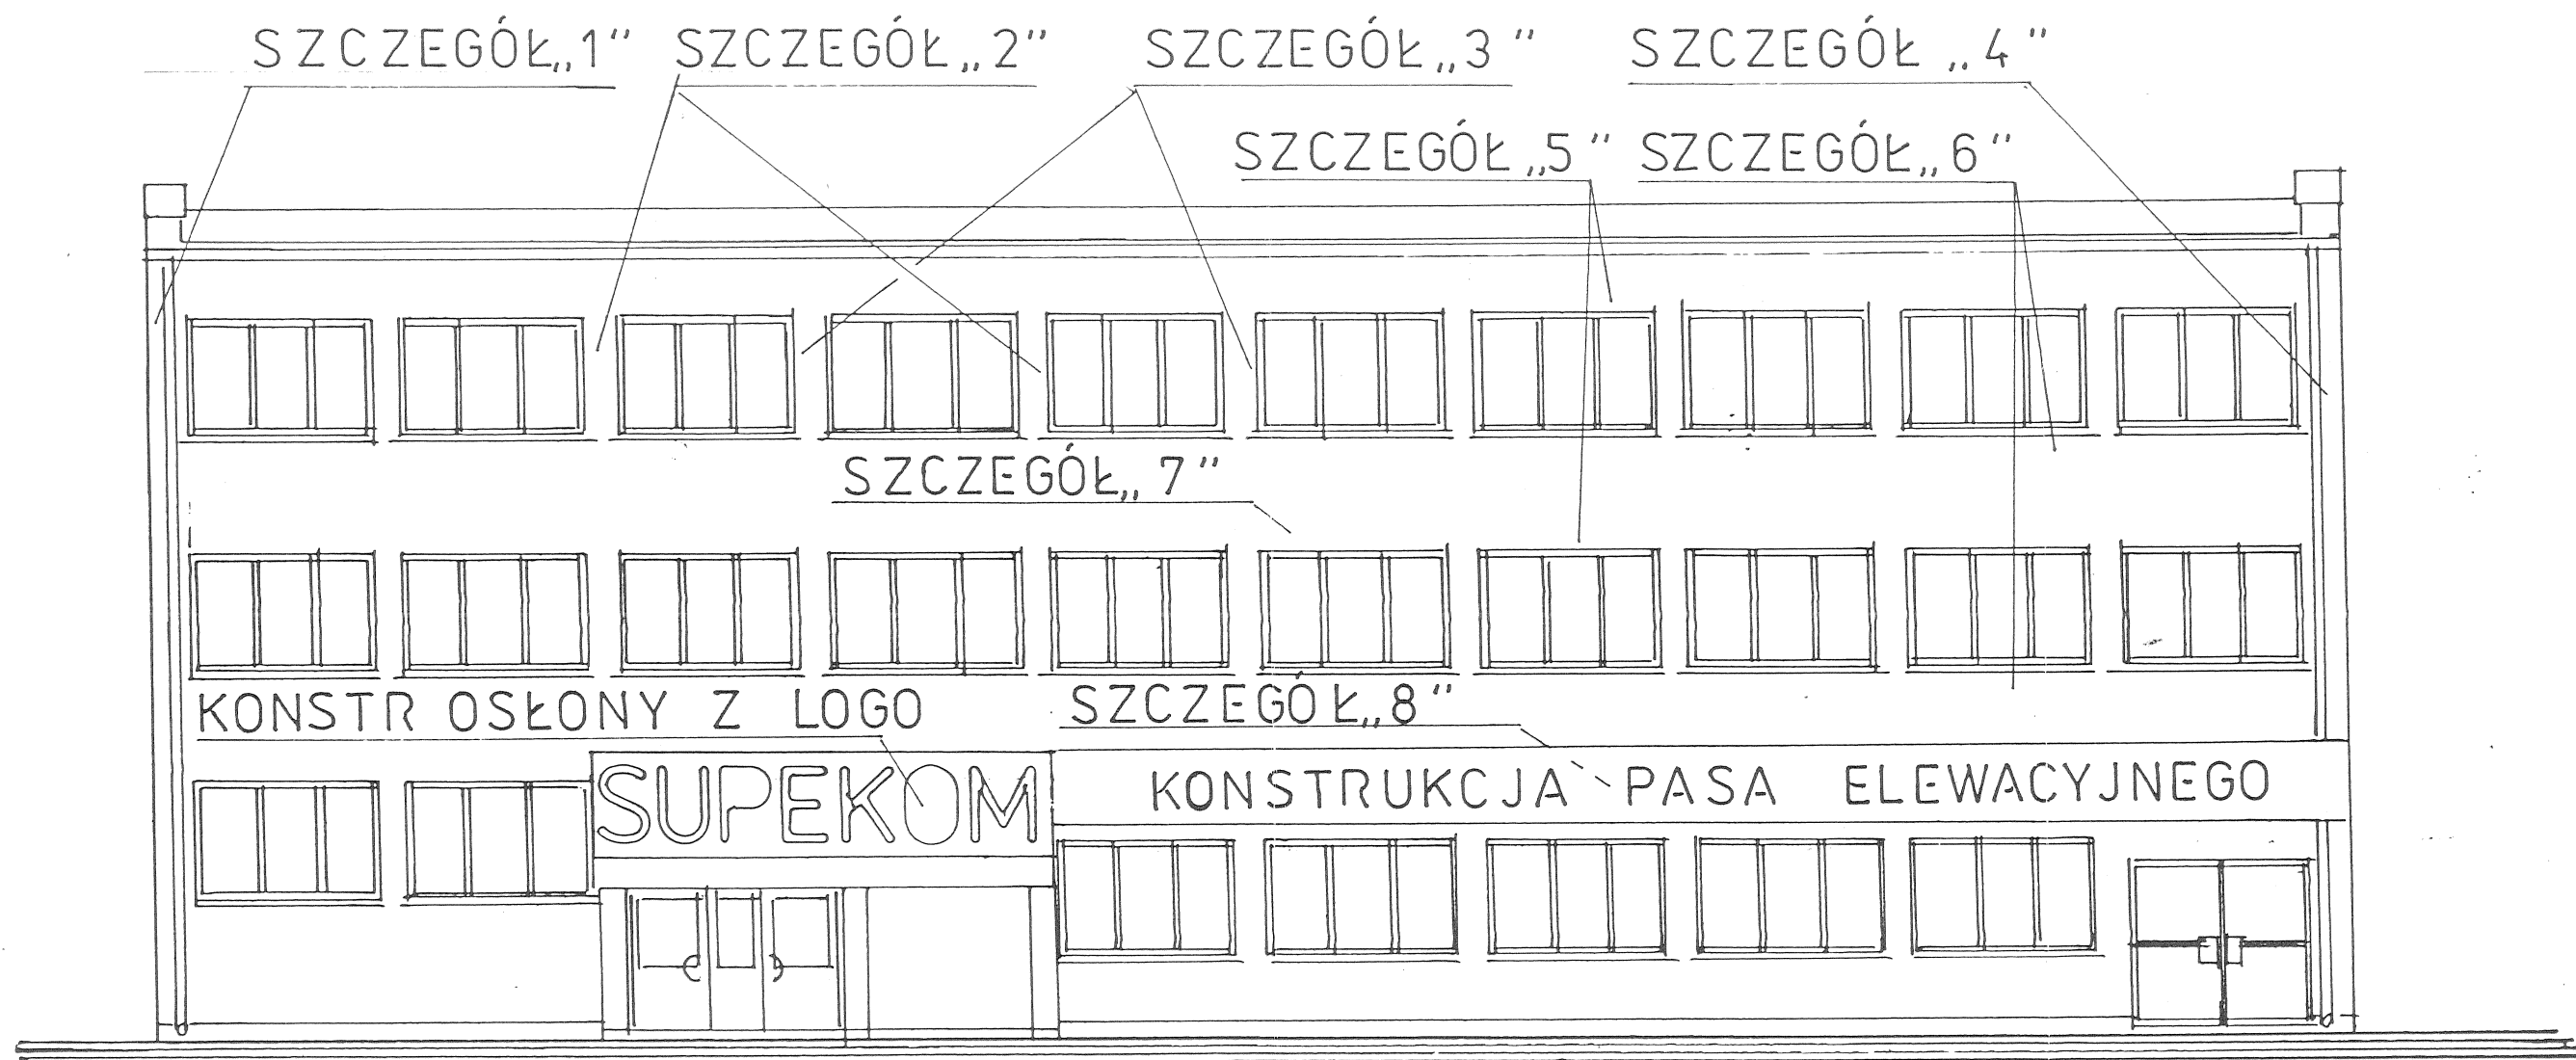 SZCZEGÓŁ„1” SZCZEGÓŁ„2” SZCZEGÓŁ„3” SZCZEGÓŁ„4”
SZCZEGÓŁ„5” SZCZEGÓŁ„6”
SZCZEGÓŁ„7”
KONSTR OSŁONY Z LOGO SZCZEGÓŁ„8”
SUPEKOM KONSTRUKCJA PASA ELEWACYJNEGO